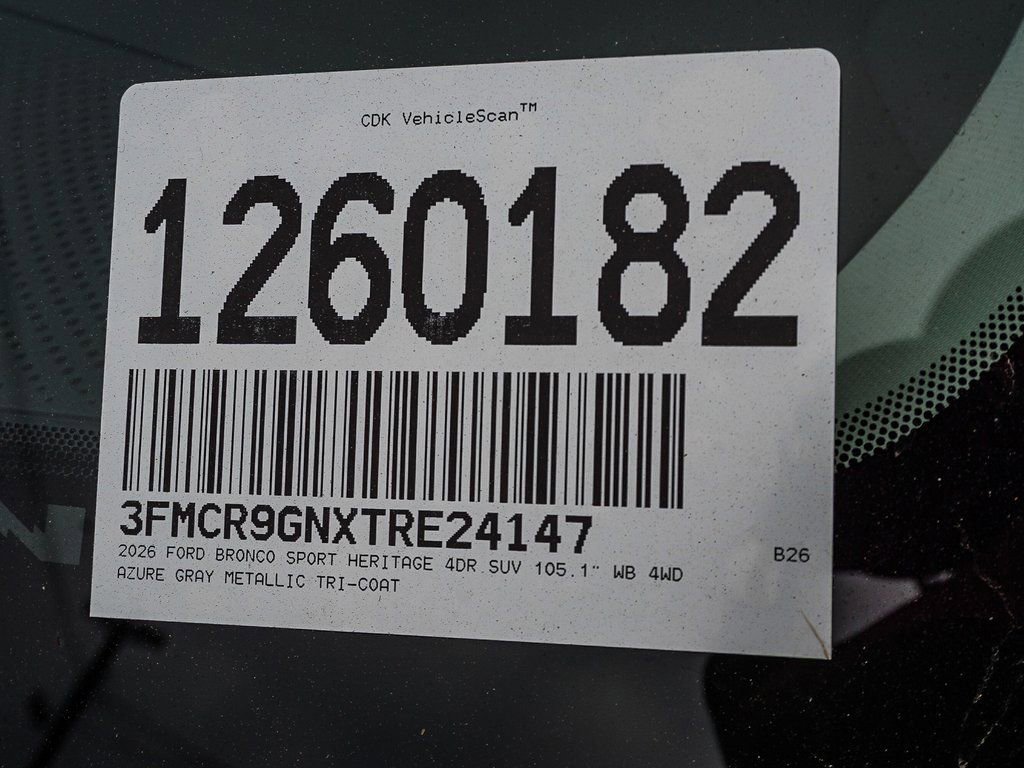 CDK VehicleScan™
1260182
3FMCR9GNXTRE24147
2026 FORD BRONCO SPORT HERITAGE 4DR SUV 105.1" WB 4WD
B26
AZURE GRAY METALLIC TRI-COAT